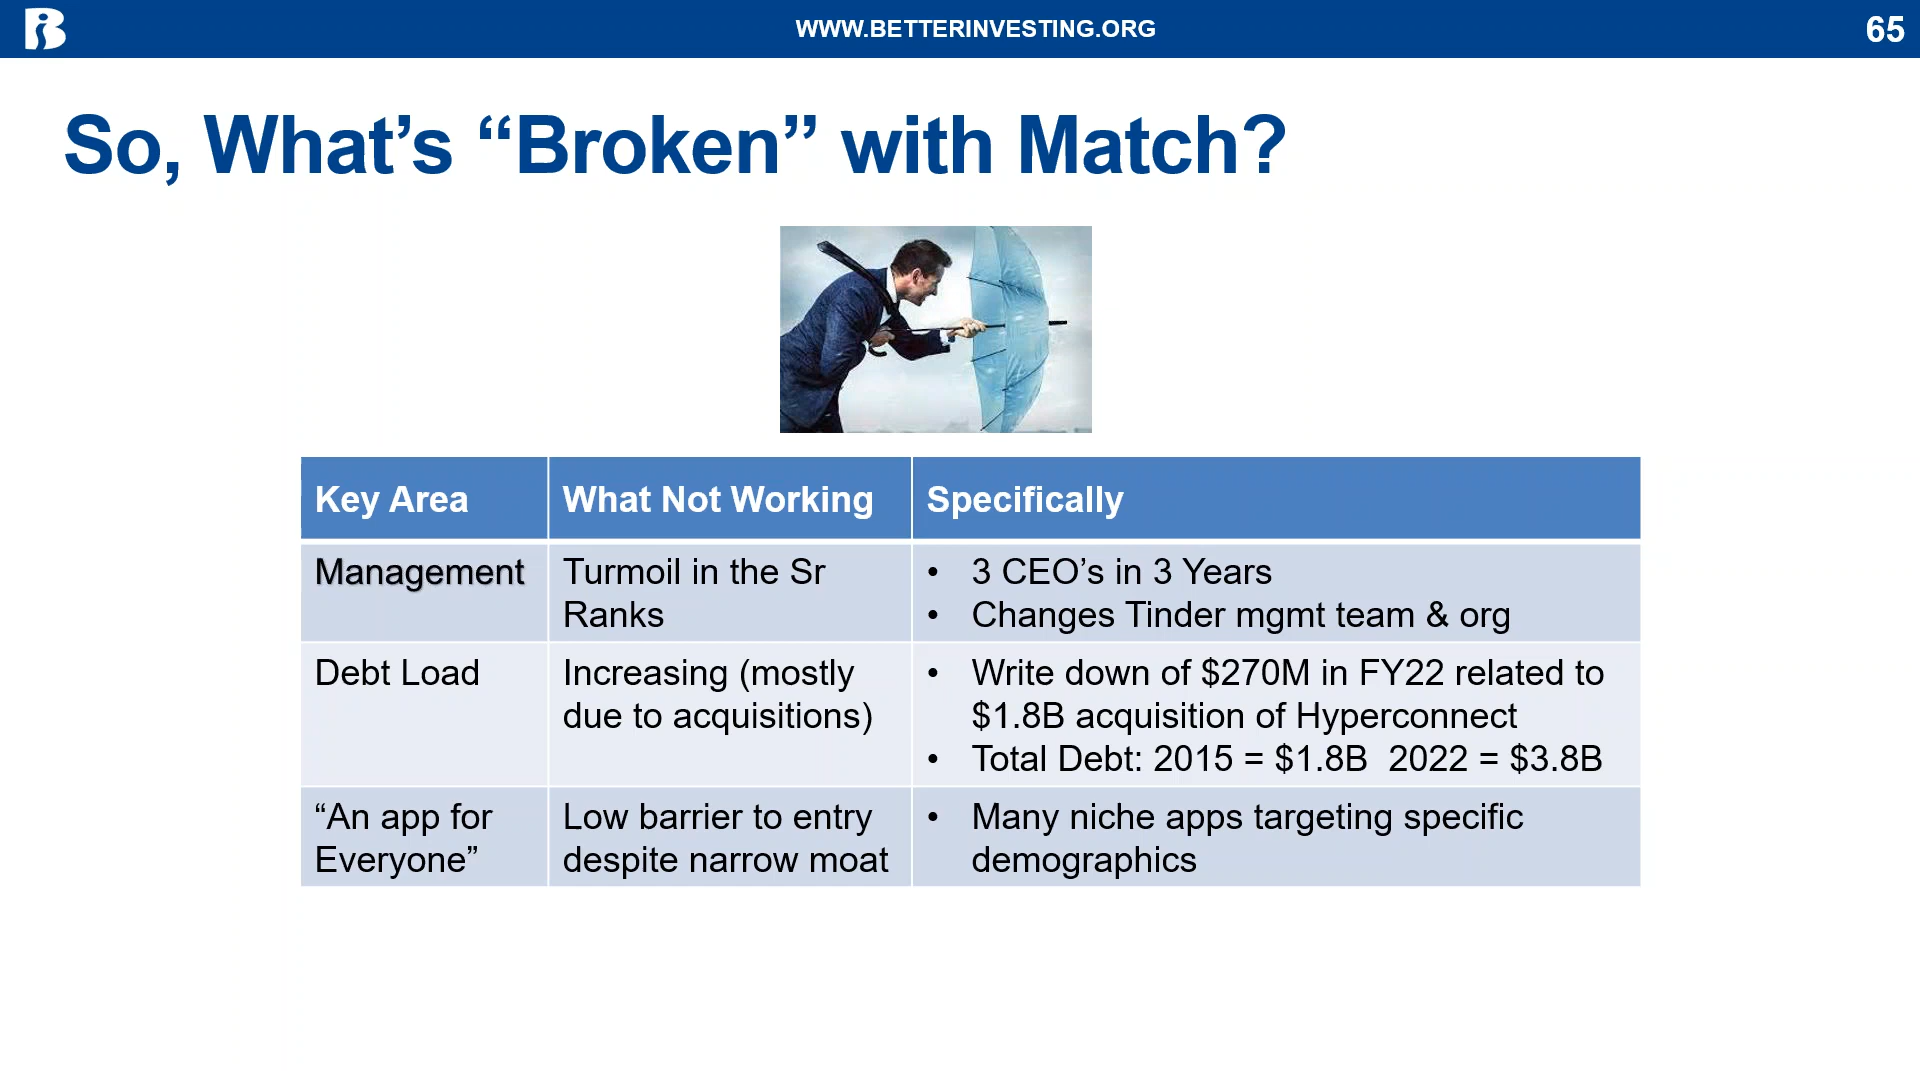 WWW.BETTERINVESTING.ORG
65
So, What’s “Broken” with Match?
Key Area
What Not Working
Specifically
Management
Turmoil in the Sr
Ranks
• 3 CEO’s in 3 Years
• Changes Tinder mgmt team & org
Debt Load
Increasing (mostly
due to acquisitions)
• Write down of $270M in FY22 related to
$1.8B acquisition of Hyperconnect
• Total Debt: 2015 = $1.8B  2022 = $3.8B
“An app for
Everyone”
Low barrier to entry
despite narrow moat
• Many niche apps targeting specific
demographics